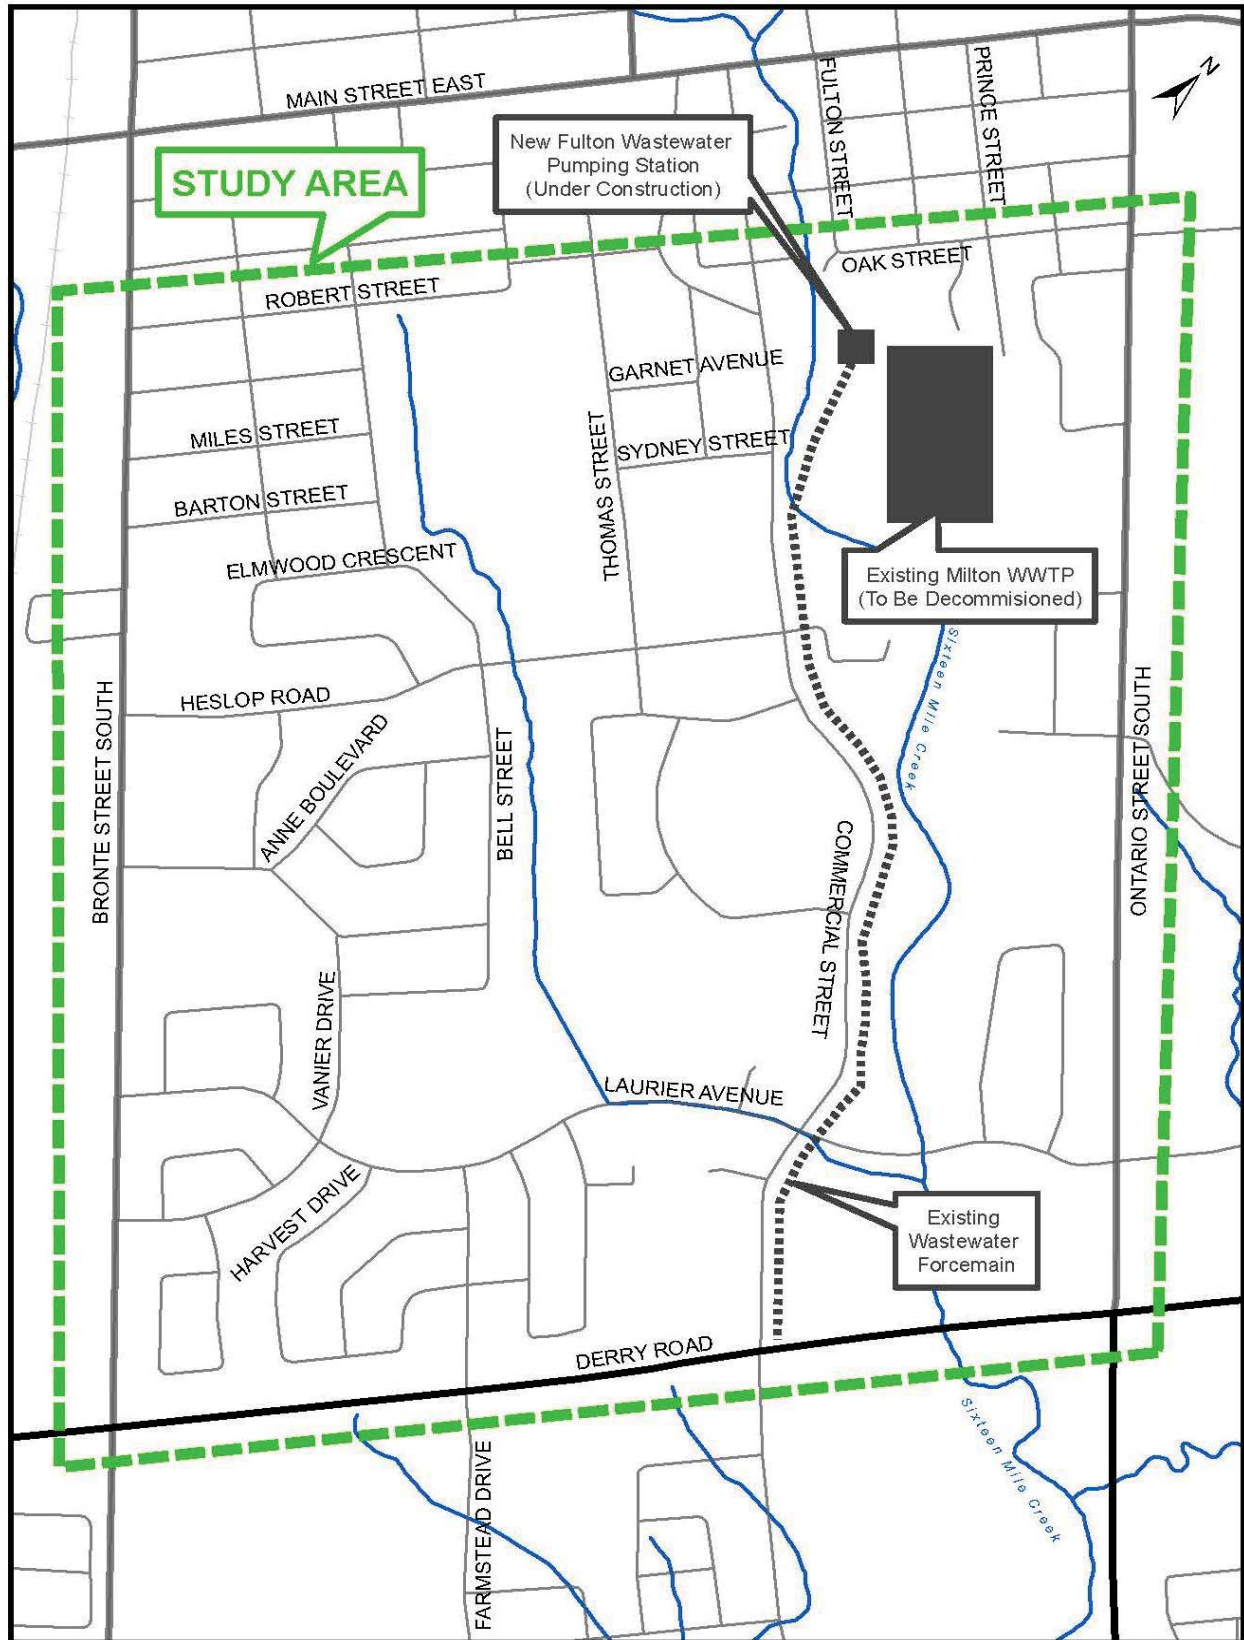 MAIN STREET EAST
FULTON STREET
PRINCE STREET
N
New Fulton Wastewater
Pumping Station
(Under Construction)
STUDY AREA
OAK STREET
ROBERT STREET
GARNET AVENUE
MILES STREET
SYDNEY STREET
BARTON STREET
THOMAS STREET
ELMWOOD CRESCENT
Existing Milton WWTP
(To Be Decommisioned)
Sixteen Mile Creek
HESLOP ROAD
BRONTE STREET SOUTH
ANNE BOULEVARD
BELL STREET
ONTARIO STREET SOUTH
COMMERCIAL STREET
VANIER DRIVE
LAURIER AVENUE
HARVEST DRIVE
Existing
Wastewater
Forcemain
DERRY ROAD
FARMSTEAD DRIVE
Sixteen Mile Creek